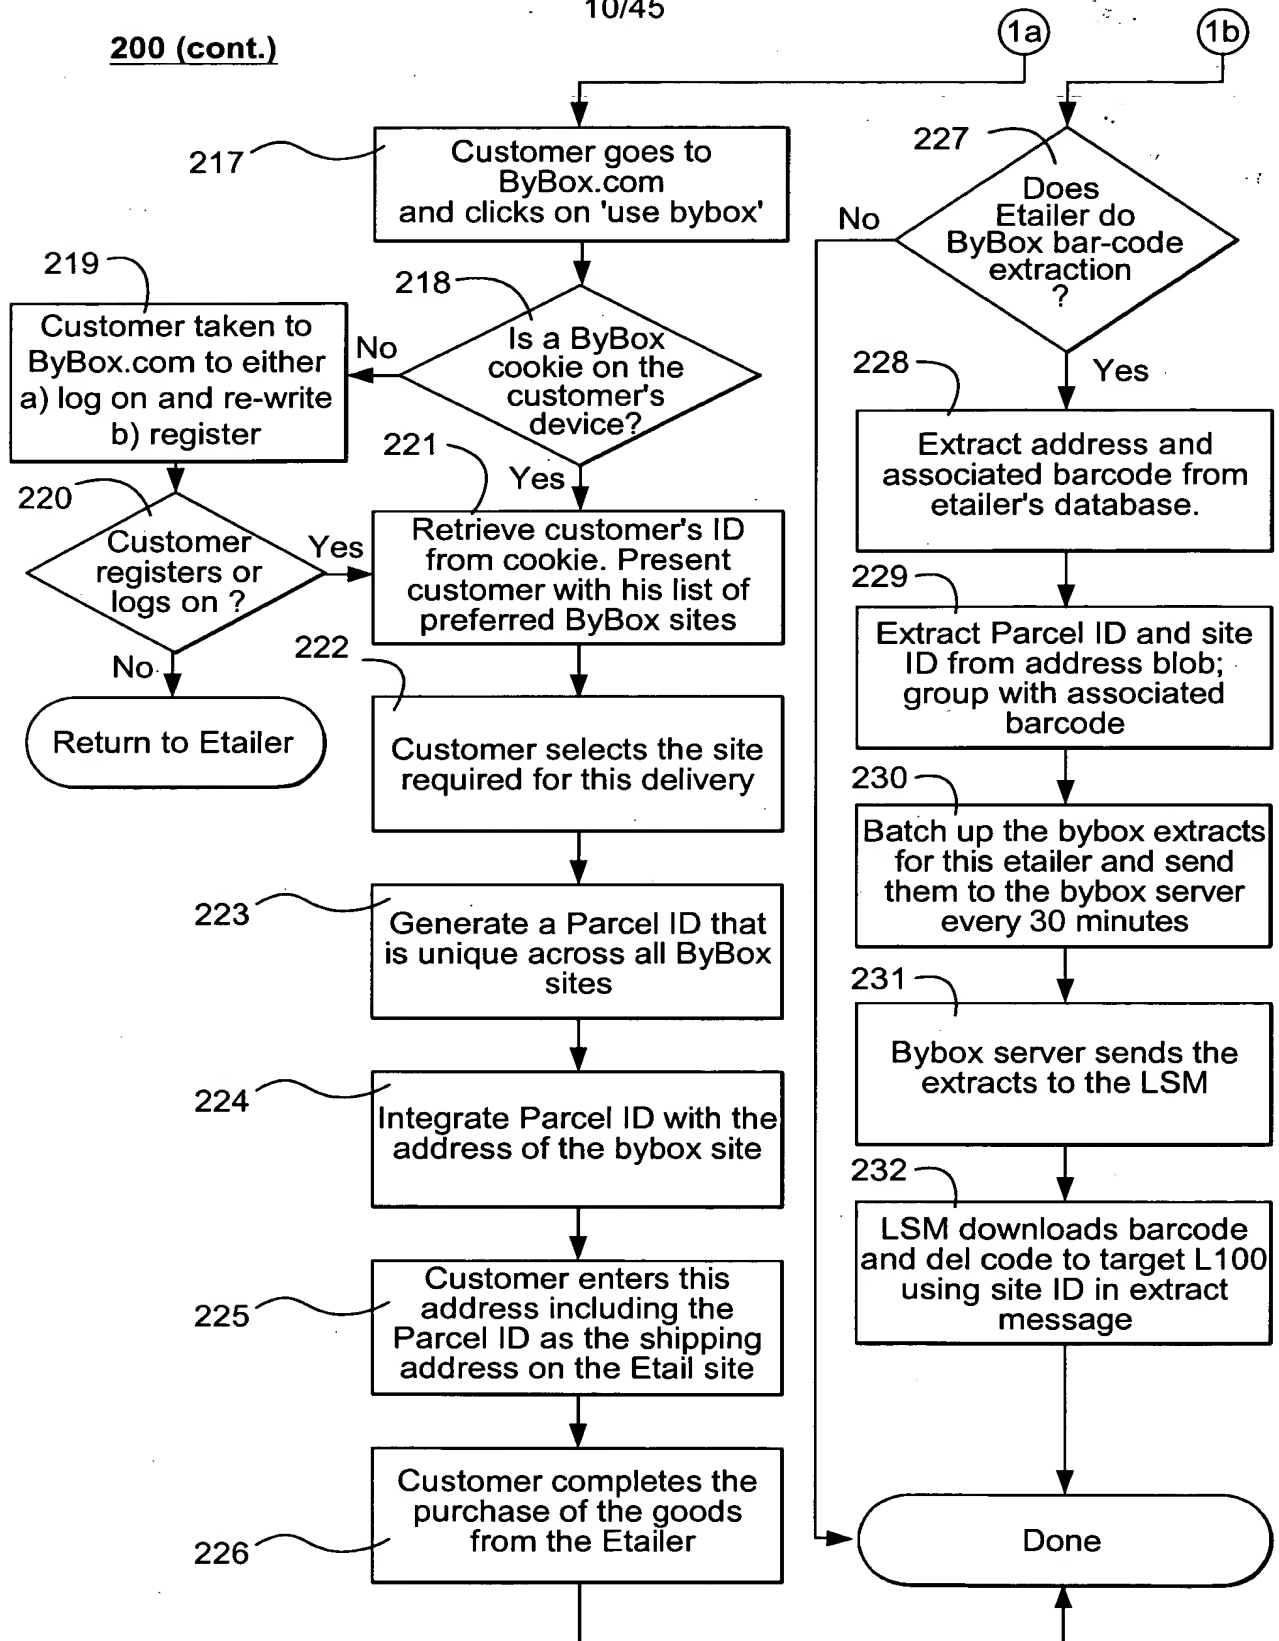 10/45
200 (cont.)
1a
1b
217
Customer goes to
ByBox.com
and clicks on 'use bybox'
218
Is a ByBox
cookie on the
customer's
device?
No
Yes
219
Customer taken to
ByBox.com to either
a) log on and re-write
b) register
220
Customer
registers or
logs on ?
Yes
No
Return to Etailer
221
Retrieve customer's ID
from cookie. Present
customer with his list of
preferred ByBox sites
222
Customer selects the site
required for this delivery
223
Generate a Parcel ID that
is unique across all ByBox
sites
224
Integrate Parcel ID with the
address of the bybox site
225
Customer enters this
address including the
Parcel ID as the shipping
address on the Etail site
226
Customer completes the
purchase of the goods
from the Etailer
227
Does
Etailer do
ByBox bar-code
extraction
?
No
Yes
228
Extract address and
associated barcode from
etailer's database.
229
Extract Parcel ID and site
ID from address blob;
group with associated
barcode
230
Batch up the bybox extracts
for this etailer and send
them to the bybox server
every 30 minutes
231
Bybox server sends the
extracts to the LSM
232
LSM downloads barcode
and del code to target L100
using site ID in extract
message
Done